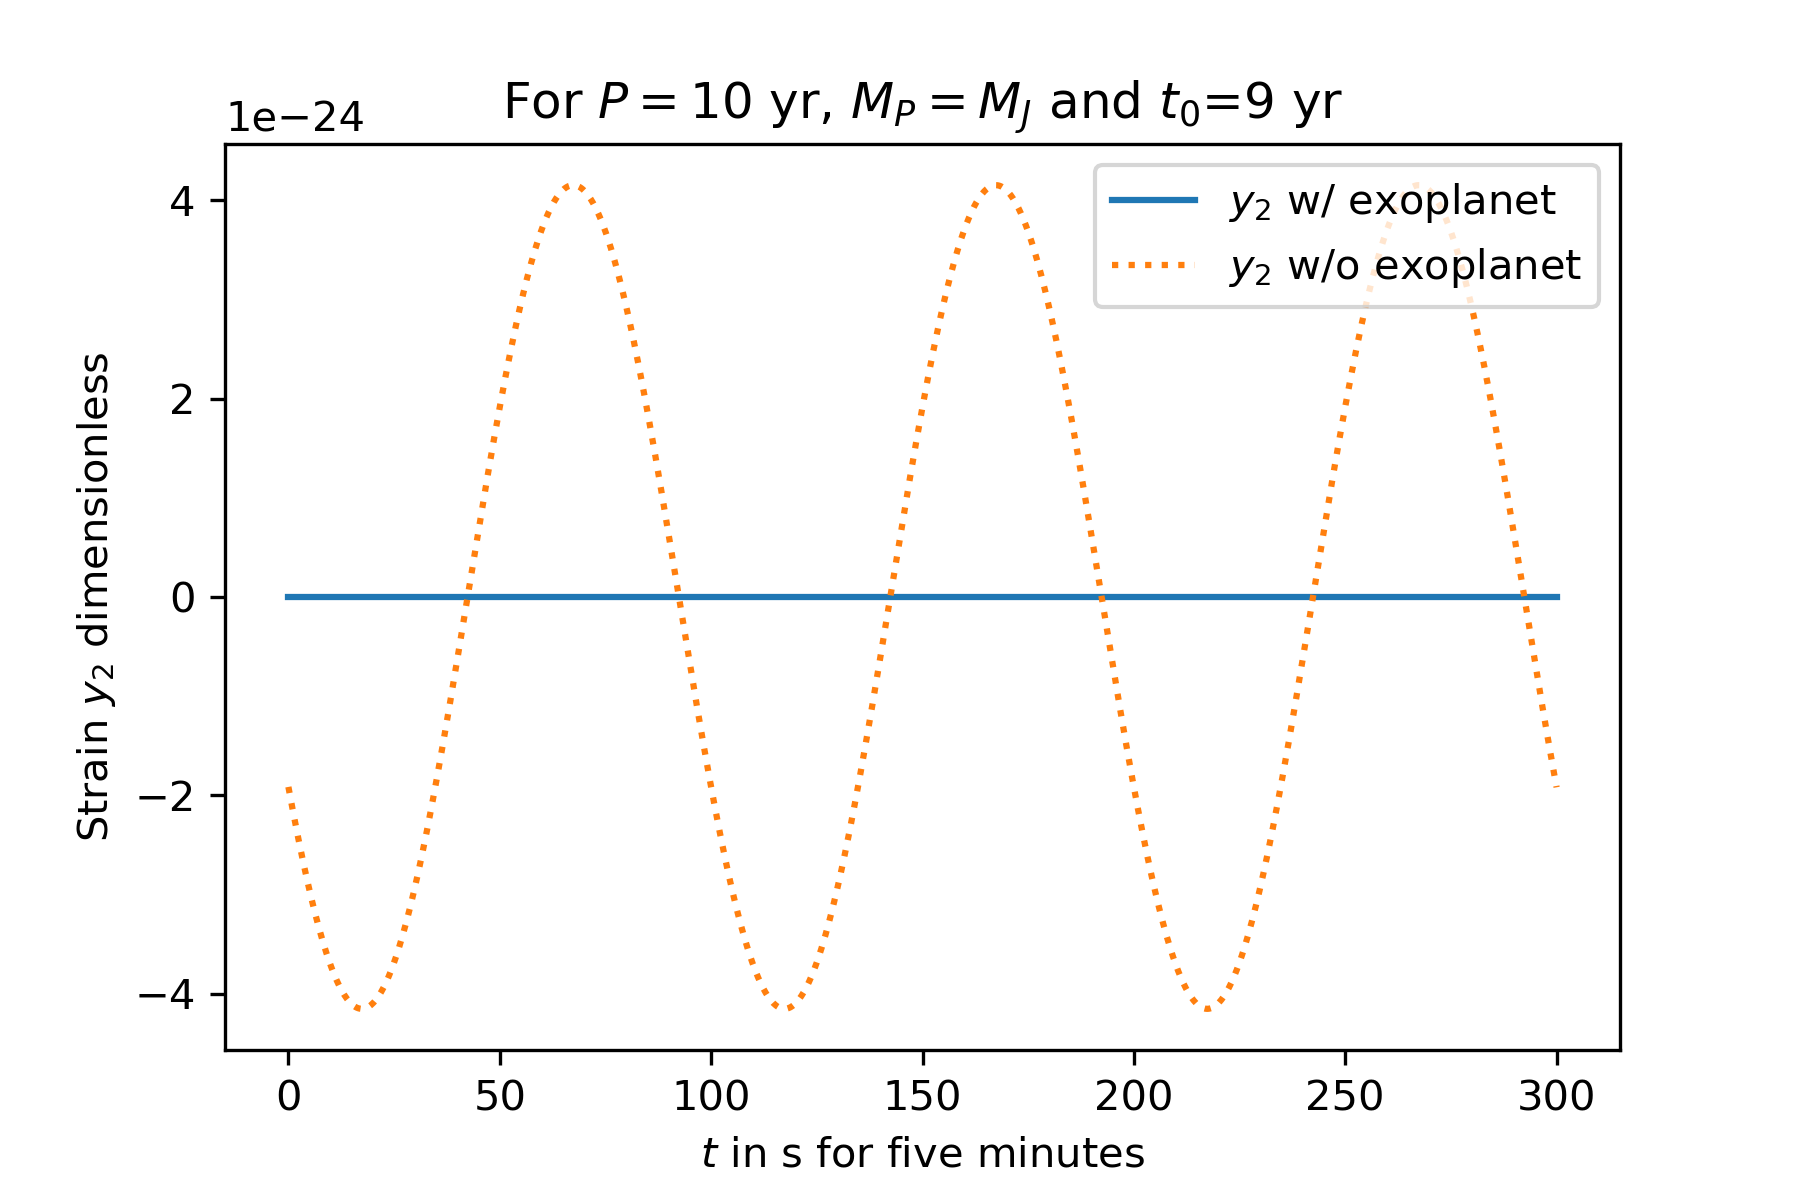 For P = 10 yr, M_P = M_J and t_0=9 yr
1e−24
y_2 w/ exoplanet
y_2 w/o exoplanet
Strain y_2 dimensionless
4
2
0
−2
−4
0 50 100 150 200 250 300
t in s for five minutes